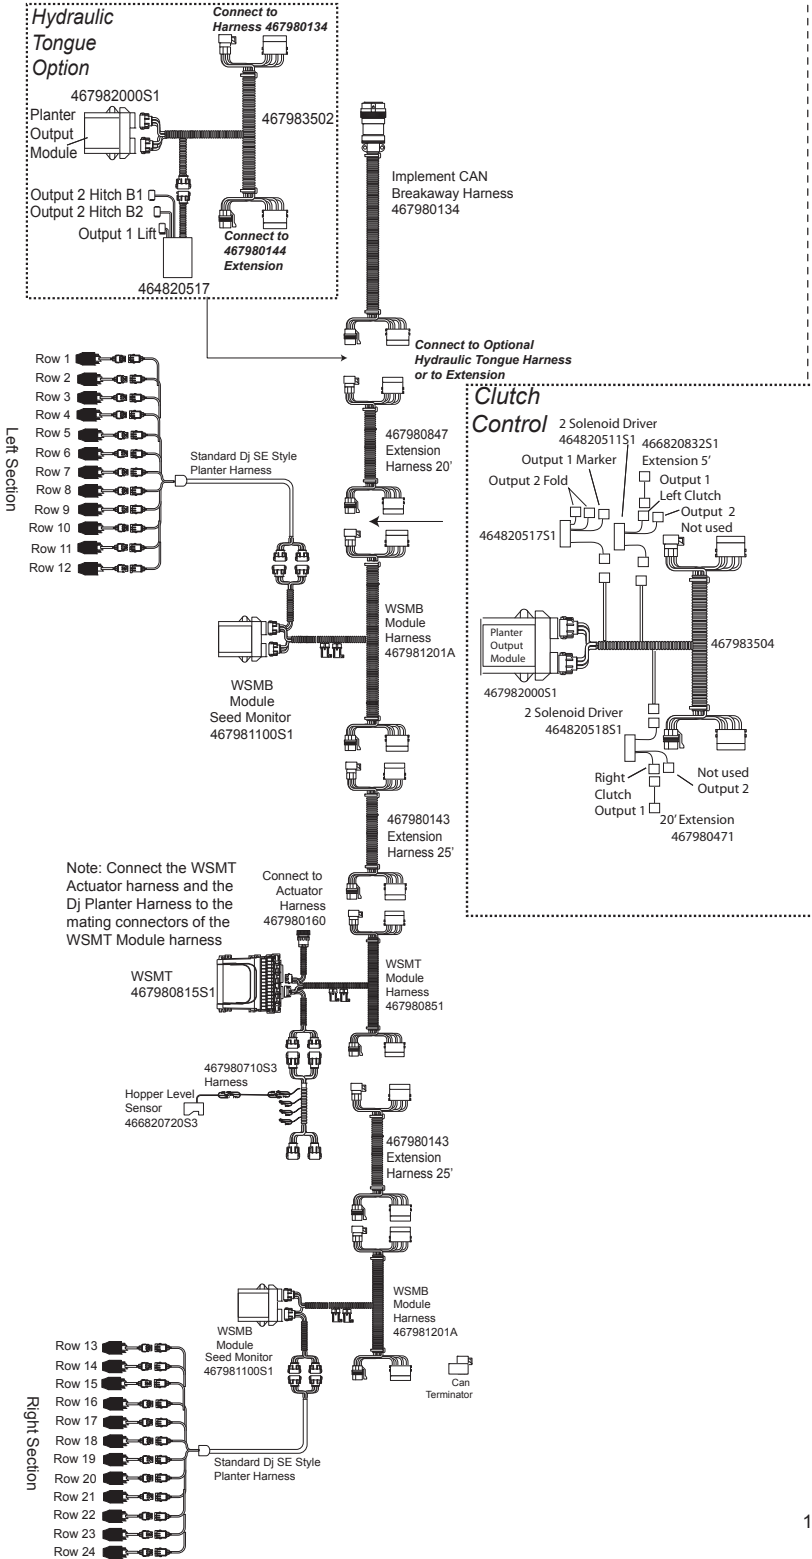 Hydraulic
Tongue
Option
Connect to
Harness 467980134
467982000S1
Planter
Output
Module
467983502
Output 2 Hitch B1
Output 2 Hitch B2
Output 1 Lift
464820517
Connect to
467980144
Extension
Implement CAN
Breakaway Harness
467980134
Connect to Optional
Hydraulic Tongue Harness
or to Extension
Row 1
Row 2
Row 3
Row 4
Row 5
Row 6
Row 7
Row 8
Row 9
Row 10
Row 11
Row 12
Left Section
Standard Dj SE Style
Planter Harness
467980847
Extension
Harness 20'
Clutch
Control
2 Solenoid Driver
464820511S1
466820832S1
Extension 5'
Output 1 Marker
Output 2 Fold
Output 1
Left Clutch
Output 2
Not used
464820517S1
Planter
Output
Module
467982000S1
467983504
2 Solenoid Driver
464820518S1
Right
Clutch
Output 1
Not used
Output 2
20' Extension
467980471
WSMB
Module
Harness
467981201A
WSMB
Module
Seed Monitor
467981100S1
467980143
Extension
Harness 25'
Note: Connect the WSMT
Actuator harness and the
Dj Planter Harness to the
mating connectors of the
WSMT Module harness
Connect to
Actuator
Harness
467980160
WSMT
467980815S1
WSMT
Module
Harness
467980851
467980710S3
Harness
Hopper Level
Sensor
466820720S3
467980143
Extension
Harness 25'
WSMB
Module
Harness
467981201A
WSMB
Module
Seed Monitor
467981100S1
Can
Terminator
Row 13
Row 14
Row 15
Row 16
Row 17
Row 18
Row 19
Row 20
Row 21
Row 22
Row 23
Row 24
Right Section
Standard Dj SE Style
Planter Harness
1